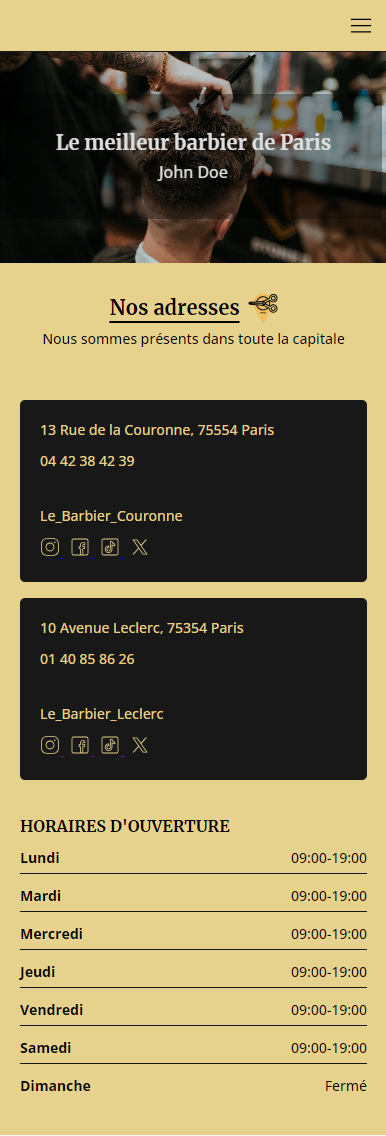 Le meilleur barbier de Paris
John Doe
Nos adresses
Nous sommes présents dans toute la capitale
13 Rue de la Couronne, 75554 Paris
04 42 38 42 39
Le_Barbier_Couronne
10 Avenue Leclerc, 75354 Paris
01 40 85 86 26
Le_Barbier_Leclerc
HORAIRES D'OUVERTURE
Lundi 09:00-19:00
Mardi 09:00-19:00
Mercredi 09:00-19:00
Jeudi 09:00-19:00
Vendredi 09:00-19:00
Samedi 09:00-19:00
Dimanche Fermé